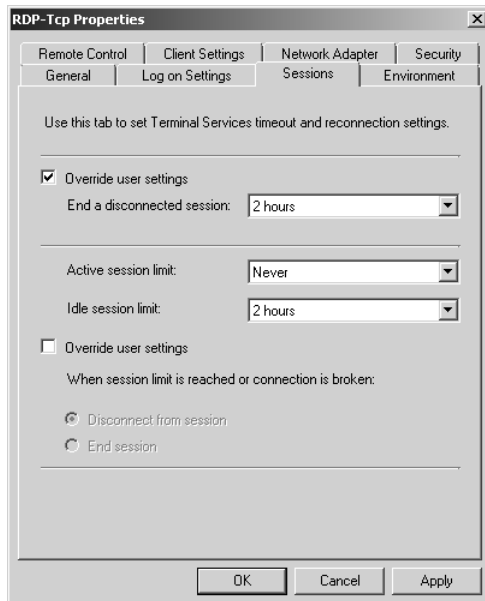 RDP-Tcp Properties
Remote Control
Client Settings
Network Adapter
Security
General
Log on Settings
Sessions
Environment
Use this tab to set Terminal Services timeout and reconnection settings.
Override user settings
End a disconnected session: 2 hours
Active session limit: Never
Idle session limit: 2 hours
Override user settings
When session limit is reached or connection is broken:
Disconnect from session
End session
OK
Cancel
Apply